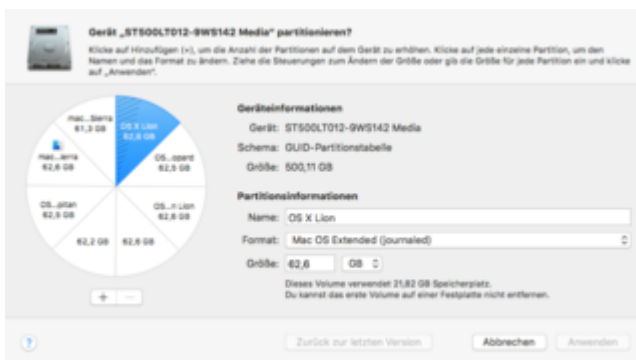 Gerät „ST500LT012-9WS142 Media“ partitionieren?
Klicke auf Hinzufügen (+), um die Anzahl der Partitionen auf dem Gerät zu erhöhen. Klicke auf jede einzelne Partition, um den
Namen und das Format zu ändern. Ziehe die Steuerungen zum Ändern der Größe oder gib die Größe für jede Partition ein und klicke
auf „Anwenden“.
mac...Sierra
61,3 GB
OS X Lion
62,6 GB
62,6 GB
OS...opard
62,5 GB
OS...pitan
62,5 GB
OS...n Lion
62,6 GB
62,2 GB
62,6 GB
+
−
Geräteinformationen
Gerät: ST500LT012-9WS142 Media
Schema: GUID-Partitionstabelle
Größe: 500,11 GB
Partitionsinformationen
Name: OS X Lion
Format: Mac OS Extended (journaled)
Größe: 62,6 GB
Dieses Volume verwendet 21,82 GB Speicherplatz.
Du kannst das erste Volume auf einer Festplatte nicht entfernen.
?
Zurück zur letzten Version
Abbrechen
Anwenden